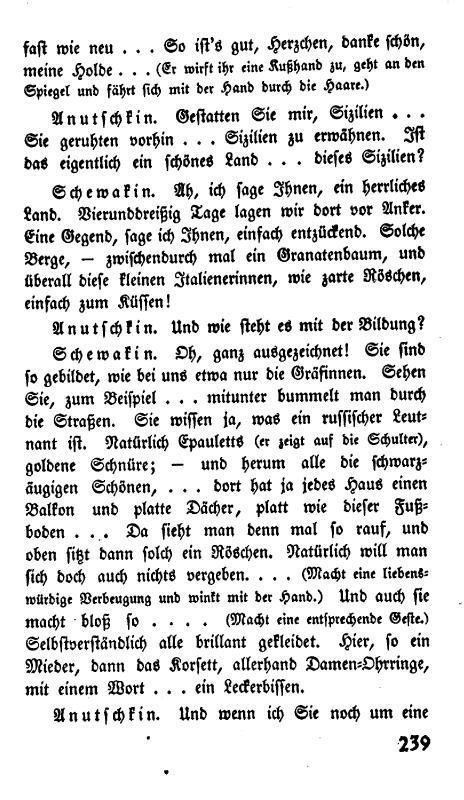 fast wie neu . . . So ist's gut, Herzchen, danke schön,
meine Holde . . . (Er wirft ihr eine Kußhand zu, geht an den
Spiegel und fährt sich mit der Hand durch die Haare.)
Anutschkin. Gestatten Sie mir, Sizilien . . .
Sie geruhten vorhin . . . Sizilien zu erwähnen. Ist
das eigentlich ein schönes Land . . . dieses Sizilien?
Schewakin. Ah, ich sage Ihnen, ein herrliches
Land. Vierunddreißig Tage lagen wir dort vor Anker.
Eine Gegend, sage ich Ihnen, einfach entzückend. Solche
Berge, — zwischendurch mal ein Granatenbaum, und
überall diese kleinen Italienerinnen, wie zarte Röschen,
einfach zum Küssen!
Anutschkin. Und wie steht es mit der Bildung?
Schewakin. Oh, ganz ausgezeichnet! Sie sind
so gebildet, wie bei uns etwa nur die Gräfinnen. Sehen
Sie, zum Beispiel . . . mitunter bummelt man durch
die Straßen. Sie wissen ja, was ein russischer Leut-
nant ist. Natürlich Epauletts (er zeigt auf die Schulter),
goldene Schnüre; — und herum alle die schwarz-
äugigen Schönen, . . . dort hat ja jedes Haus einen
Balkon und platte Dächer, platt wie dieser Fuß-
boden . . . Da sieht man denn mal so rauf, und
oben sitzt dann solch ein Röschen. Natürlich will man
sich doch auch nichts vergeben. . . . (Macht eine liebens-
würdige Verbeugung und winkt mit der Hand.) Und auch sie
macht bloß so . . . . (Macht eine entsprechende Geste.)
Selbstverständlich alle brillant gekleidet. Hier, so ein
Mieder, dann das Korsett, allerhand Damen-Ohrringe,
mit einem Wort . . . ein Leckerbissen.
Anutschkin. Und wenn ich Sie noch um eine
239